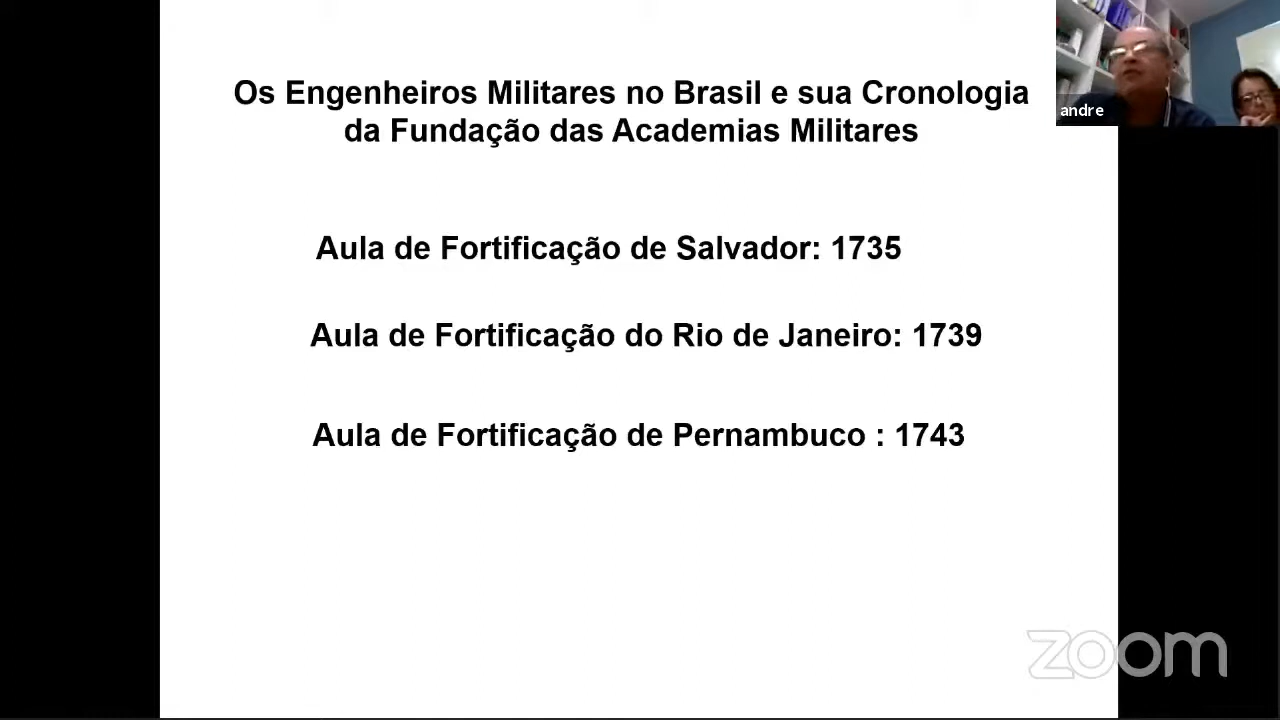 Os Engenheiros Militares no Brasil e sua Cronologia
da Fundação das Academias Militares
andre
Aula de Fortificação de Salvador: 1735
Aula de Fortificação do Rio de Janeiro: 1739
Aula de Fortificação de Pernambuco : 1743
zoom